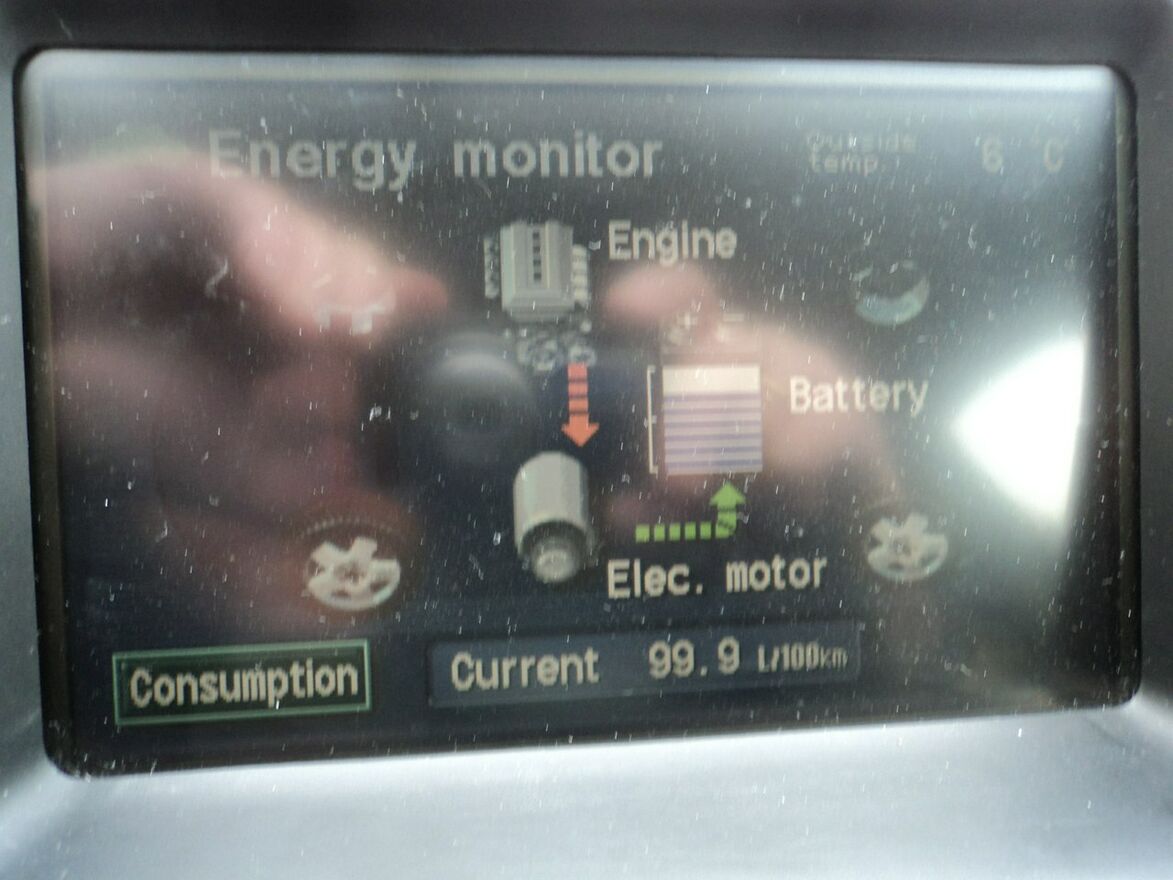 Energy monitor
Outside
temp. 6 °C
Engine
Battery
Elec. motor
Consumption
Current 99.9 L/100km